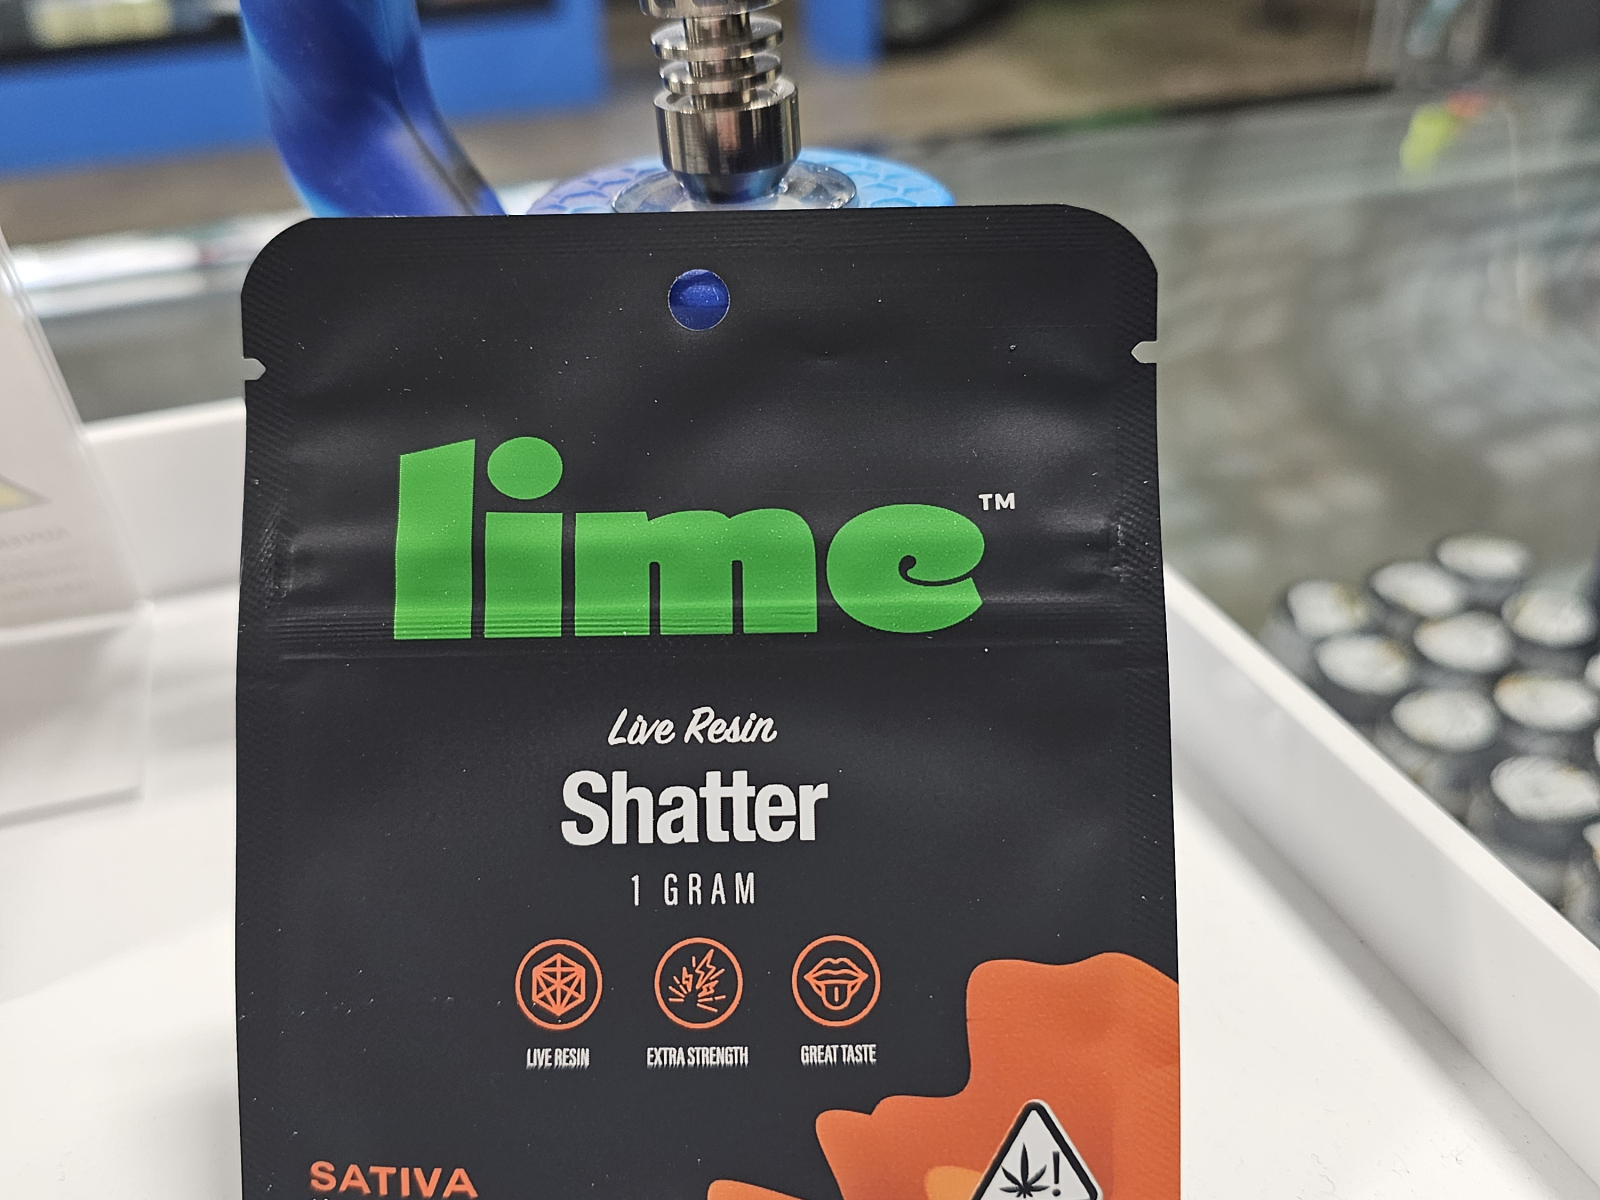 lime™
Live Resin
Shatter
1 GRAM
LIVE RESIN
EXTRA STRENGTH
GREAT TASTE
SATIVA
!